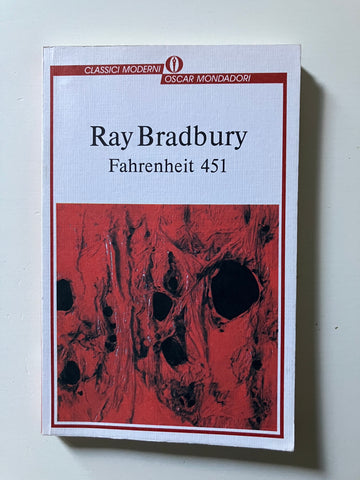 CLASSICI MODERNI
OSCAR MONDADORI
Ray Bradbury
Fahrenheit 451